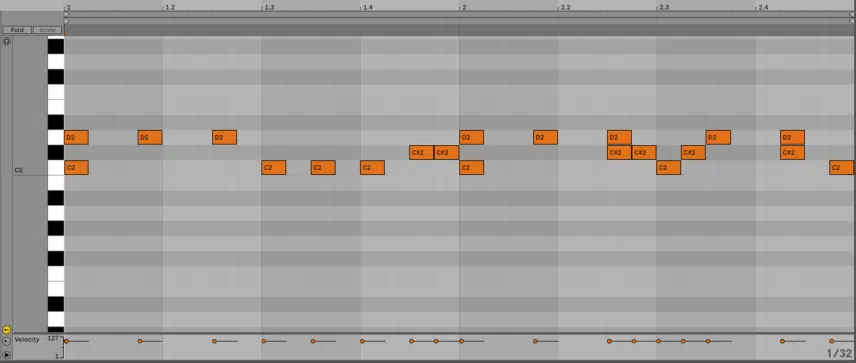 1 1.2 1.3 1.4 2 2.2 2.3 2.4
Fold Scale
D2 D2 D2 D2 D2 D2 D2 D2
C#2 C#2 C#2 C#2 C#2 C#2
C2 C2 C2 C2 C2 C2 C2 C2
Velocity 127
1
1/32